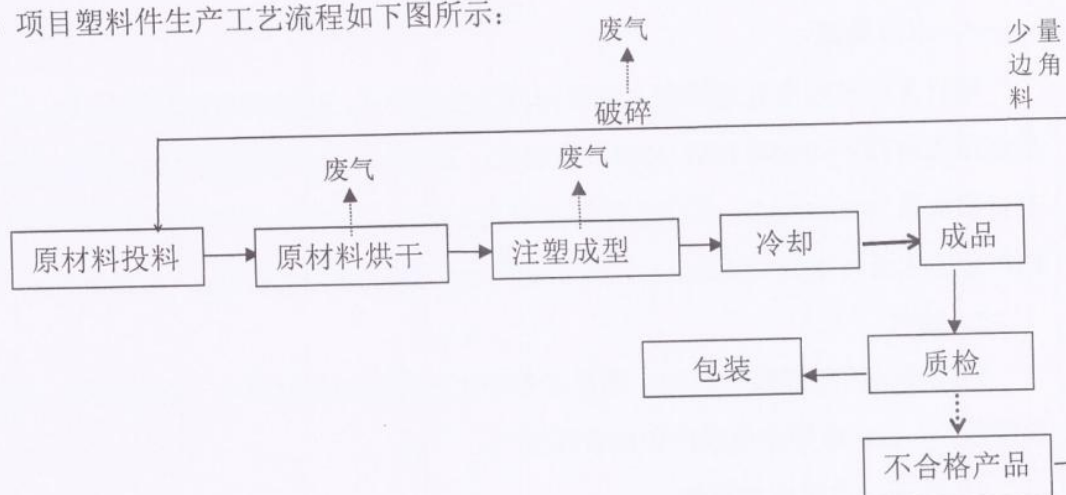 项目塑料件生产工艺流程如下图所示：
废气
少量
边角
料
破碎
废气
废气
原材料投料
原材料烘干
注塑成型
冷却
成品
包装
质检
不合格产品